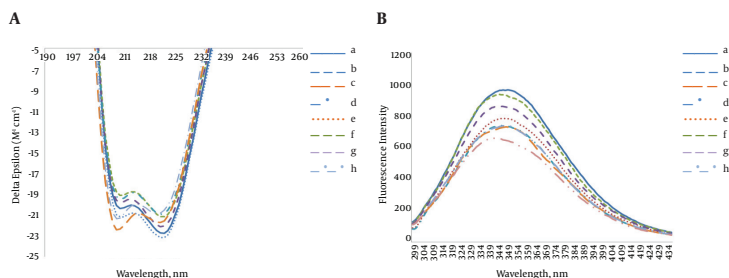 A
B
-5
190 197 204 211 218 225 232 239 246 253 260
-7
-9
-11
-13
-15
-17
-19
-21
-23
-25
Delta Epsilon (M⁶ cm⁶)
Wavelength, nm
a
b
c
d
e
f
g
h
1200
1000
800
600
400
200
0
Fluorescence Intensity
299 304 309 314 319 324 329 334 339 344 349 354 359 364 369 374 379 384 389 394 399 404 409 414 419 424 429 434
Wavelength, nm
a
b
c
d
e
f
g
h